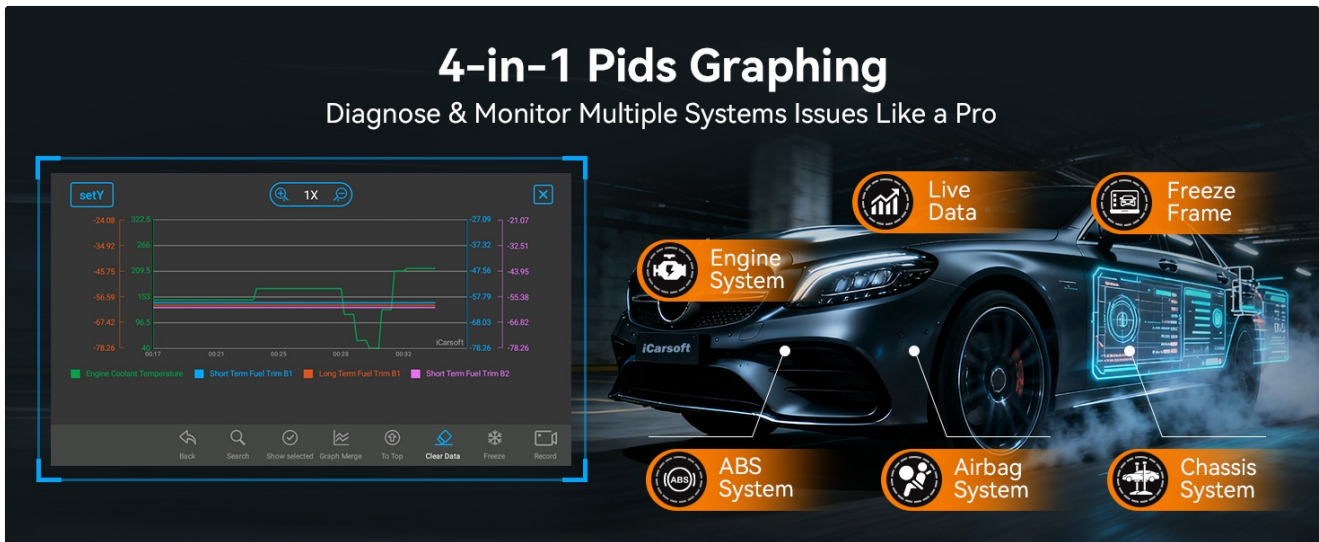 4-in-1 Pids Graphing
Diagnose & Monitor Multiple Systems Issues Like a Pro
setY
1X
-24.08
-34.92
-45.75
-56.59
-67.42
-78.26
322.5
266
209.5
153
96.5
40
-27.09
-37.32
-47.56
-57.79
-68.03
-78.26
-21.07
-32.51
-43.95
-55.38
-66.82
-78.26
iCarsoft
00:17
00:21
00:25
00:28
00:32
Engine Coolant Temperature
Short Term Fuel Trim B1
Long Term Fuel Trim B1
Short Term Fuel Trim B2
Back
Search
Show selected
Graph Merge
To Top
Clear Data
Freeze
Record
Live
Data
Freeze
Frame
Engine
System
iCarsoft
ABS
ABS
System
Airbag
System
Chassis
System